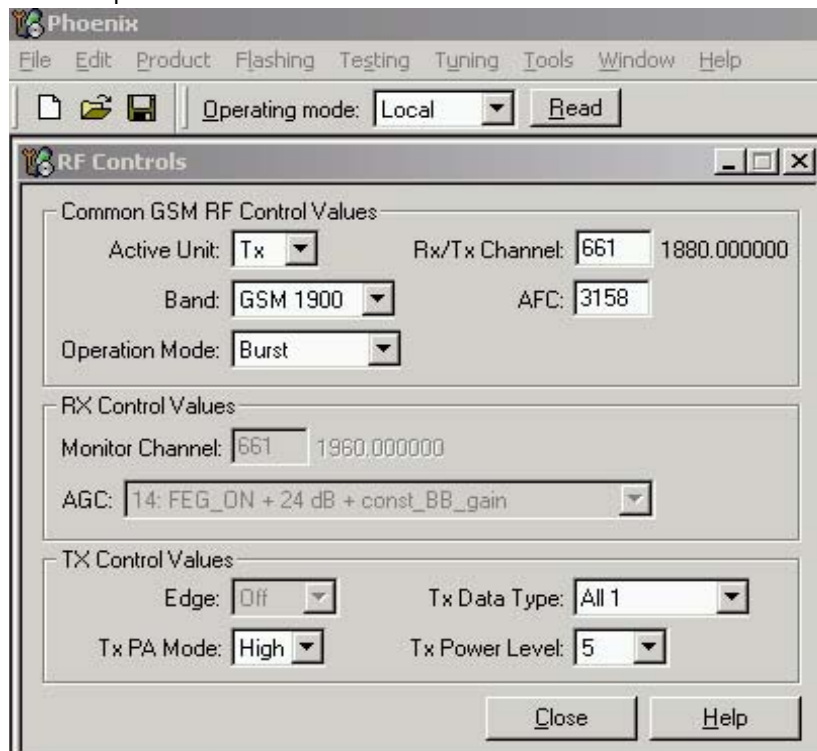 Phoenix
File Edit Product Flashing Testing Tuning Tools Window Help
Operating mode: Local Read
RF Controls
Common GSM RF Control Values
Active Unit: Tx Rx/Tx Channel: 661 1880.000000
Band: GSM 1900 AFC: 3158
Operation Mode: Burst
RX Control Values
Monitor Channel: 661 1960.000000
AGC: 14: FEG_ON + 24 dB + const_BB_gain
TX Control Values
Edge: Off Tx Data Type: All 1
Tx PA Mode: High Tx Power Level: 5
Close Help